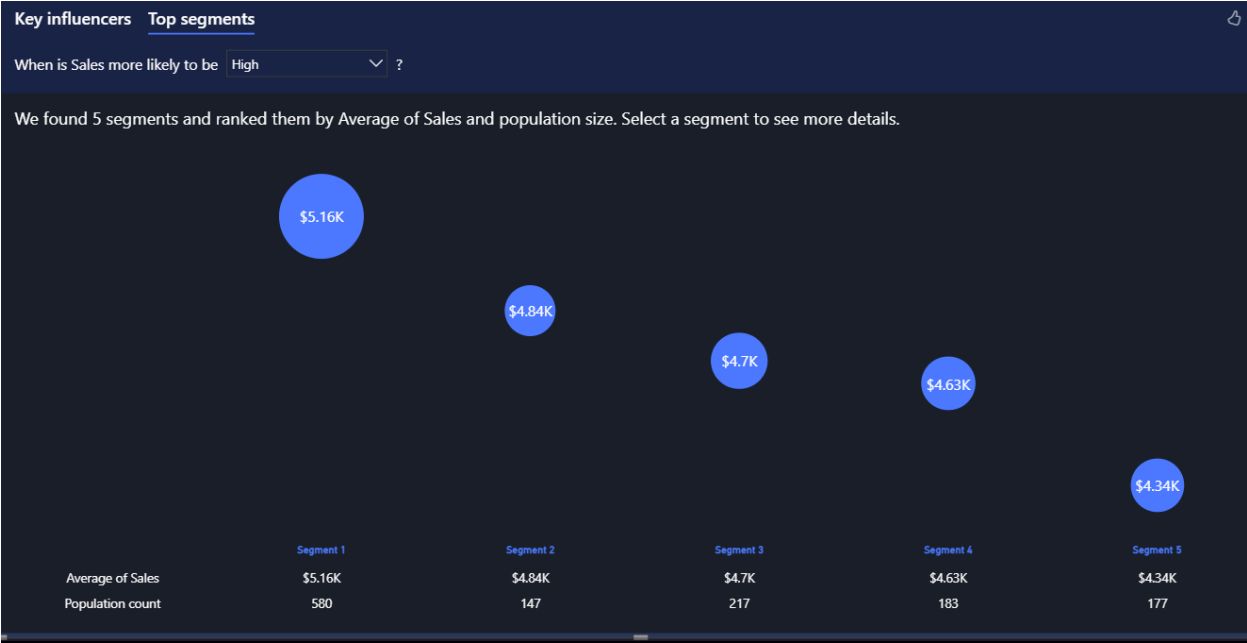 Key influencers Top segments
When is Sales more likely to be High ?
We found 5 segments and ranked them by Average of Sales and population size. Select a segment to see more details.
$5.16K
$4.84K
$4.7K
$4.63K
$4.34K
Segment 1 Segment 2 Segment 3 Segment 4 Segment 5
Average of Sales $5.16K $4.84K $4.7K $4.63K $4.34K
Population count 580 147 217 183 177